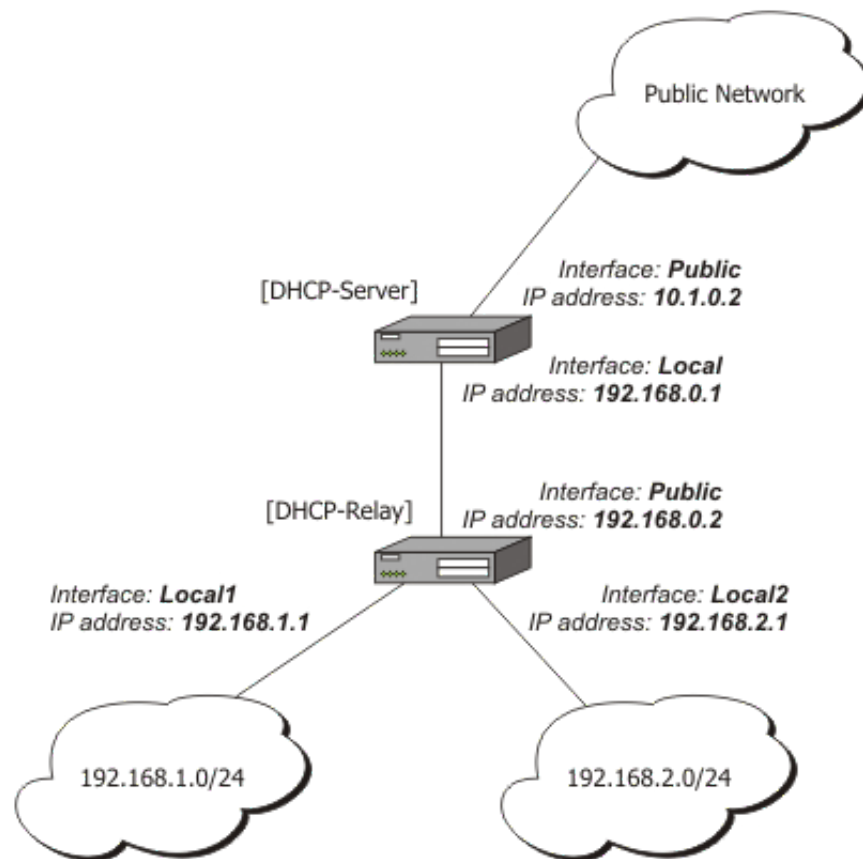 Public Network
Interface: Public
[DHCP-Server]
IP address: 10.1.0.2
Interface: Local
IP address: 192.168.0.1
Interface: Public
[DHCP-Relay]
IP address: 192.168.0.2
Interface: Local1
IP address: 192.168.1.1
Interface: Local2
IP address: 192.168.2.1
192.168.1.0/24
192.168.2.0/24